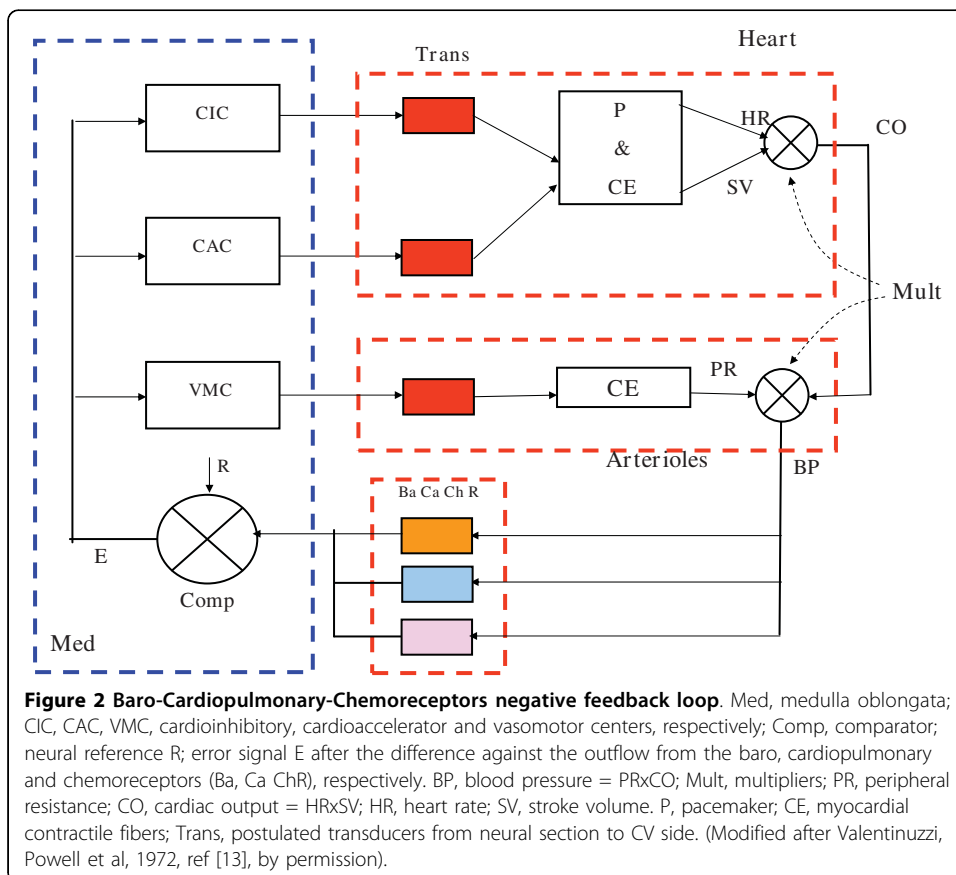 Heart
Trans
CIC
P
&
CE
HR
SV
CO
CAC
Mult
VMC
CE
PR
Arterioles
BP
R
Ba Ca Ch R
E
Comp
Med
Figure 2 Baro-Cardiopulmonary-Chemoreceptors negative feedback loop. Med, medulla oblongata;
CIC, CAC, VMC, cardioinhibitory, cardioaccelerator and vasomotor centers, respectively; Comp, comparator;
neural reference R; error signal E after the difference against the outflow from the baro, cardiopulmonary
and chemoreceptors (Ba, Ca ChR), respectively. BP, blood pressure = PRxCO; Mult, multipliers; PR, peripheral
resistance; CO, cardiac output = HRxSV; HR, heart rate; SV, stroke volume. P, pacemaker; CE, myocardial
contractile fibers; Trans, postulated transducers from neural section to CV side. (Modified after Valentinuzzi,
Powell et al, 1972, ref [13], by permission).